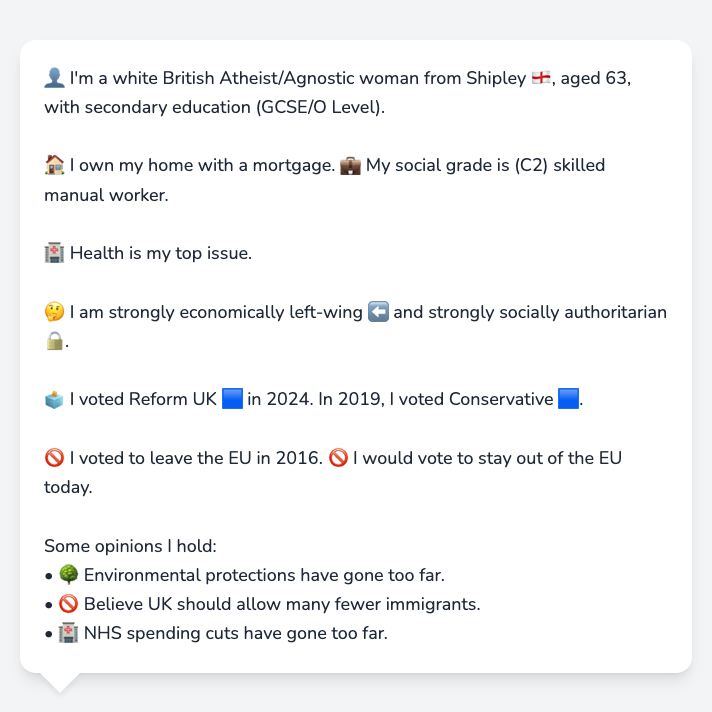 👤 I'm a white British Atheist/Agnostic woman from Shipley 🏴󠁧󠁢󠁥󠁮󠁧󠁿, aged 63,
with secondary education (GCSE/O Level).
🏠 I own my home with a mortgage. 💼 My social grade is (C2) skilled
manual worker.
🏥 Health is my top issue.
🤔 I am strongly economically left-wing ⬅️ and strongly socially authoritarian
🔒.
🗳️ I voted Reform UK 🟦 in 2024. In 2019, I voted Conservative 🟦.
🚫 I voted to leave the EU in 2016. 🚫 I would vote to stay out of the EU
today.
Some opinions I hold:
• 🌳 Environmental protections have gone too far.
• 🚫 Believe UK should allow many fewer immigrants.
• 🏥 NHS spending cuts have gone too far.